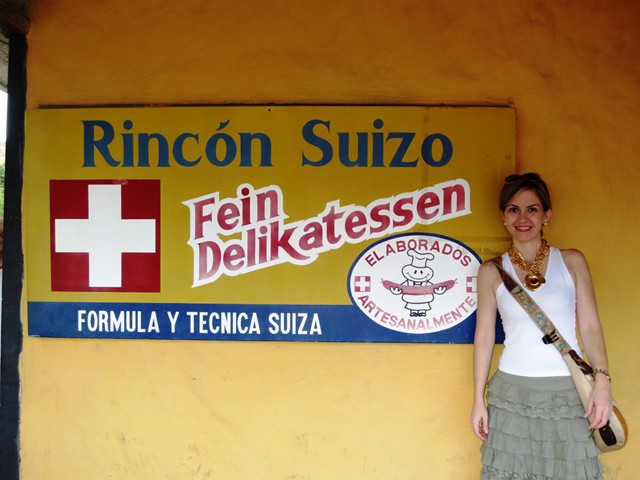 Rincón Suizo
Fein
Delikatessen
ELABORADOS
ARTESANALMENTE
FORMULA Y TECNICA SUIZA